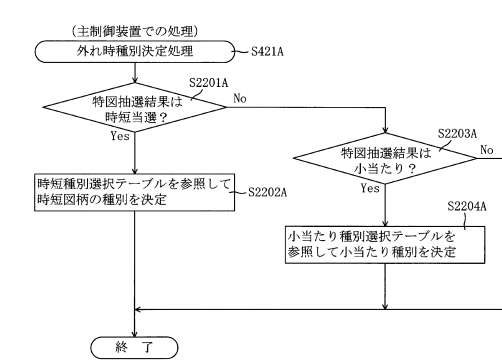 (主制御装置での処理)
外れ時種別決定処理
S421A
S2201A
特図抽選結果は
時短当選?
No
Yes
S2203A
特図抽選結果は
小当たり?
No
Yes
時短種別選択テーブルを参照して
時短図柄の種別を決定
S2202A
S2204A
小当たり種別選択テーブルを
参照して小当たり種別を決定
終 了